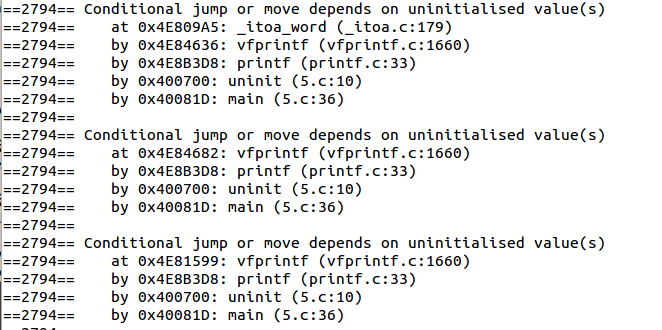 ==2794== Conditional jump or move depends on uninitialised value(s)
==2794==    at 0x4E809A5: _itoa_word (_itoa.c:179)
==2794==    by 0x4E84636: vfprintf (vfprintf.c:1660)
==2794==    by 0x4E8B3D8: printf (printf.c:33)
==2794==    by 0x400700: uninit (5.c:10)
==2794==    by 0x40081D: main (5.c:36)
==2794==
==2794== Conditional jump or move depends on uninitialised value(s)
==2794==    at 0x4E84682: vfprintf (vfprintf.c:1660)
==2794==    by 0x4E8B3D8: printf (printf.c:33)
==2794==    by 0x400700: uninit (5.c:10)
==2794==    by 0x40081D: main (5.c:36)
==2794==
==2794== Conditional jump or move depends on uninitialised value(s)
==2794==    at 0x4E81599: vfprintf (vfprintf.c:1660)
==2794==    by 0x4E8B3D8: printf (printf.c:33)
==2794==    by 0x400700: uninit (5.c:10)
==2794==    by 0x40081D: main (5.c:36)